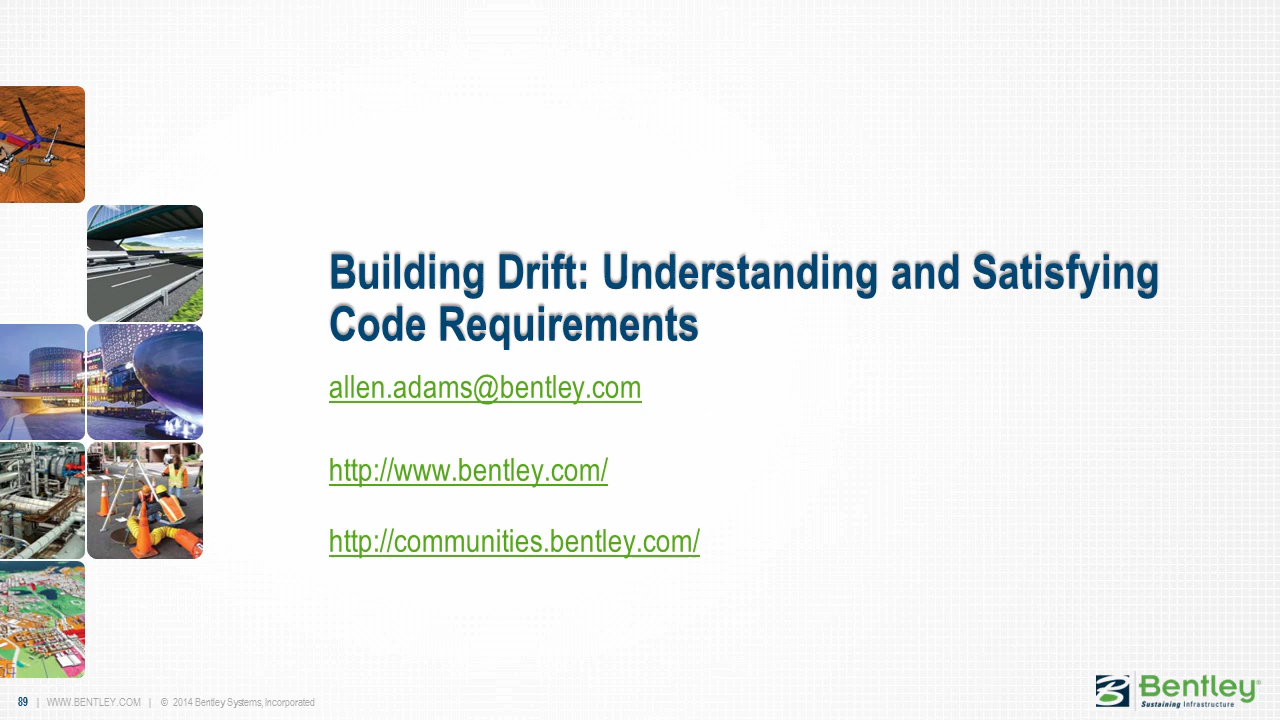 Building Drift: Understanding and Satisfying
Code Requirements
allen.adams@bentley.com
http://www.bentley.com/
http://communities.bentley.com/
89 | WWW.BENTLEY.COM | © 2014 Bentley Systems, Incorporated
Bentley®
Sustaining Infrastructure